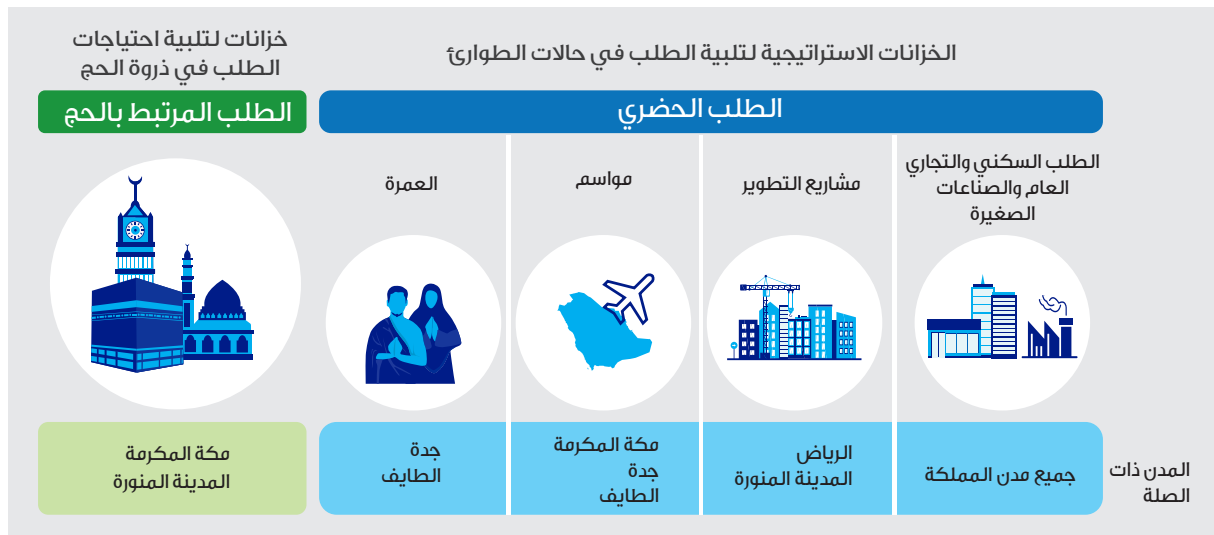 الخزانات الاستراتيجية لتلبية الطلب في حالات الطوارئ
الطلب الحضري
الطلب السكني والتجاري
العام والصناعات
الصغيرة
مشاريع التطوير
مواسم
العمرة
خزانات لتلبية احتياجات
الطلب في ذروة الحج
الطلب المرتبط بالحج
المدن ذات
الصلة
جميع مدن المملكة
الرياض
المدينة المنورة
مكة المكرمة
جدة
الطايف
جدة
الطايف
مكة المكرمة
المدينة المنورة